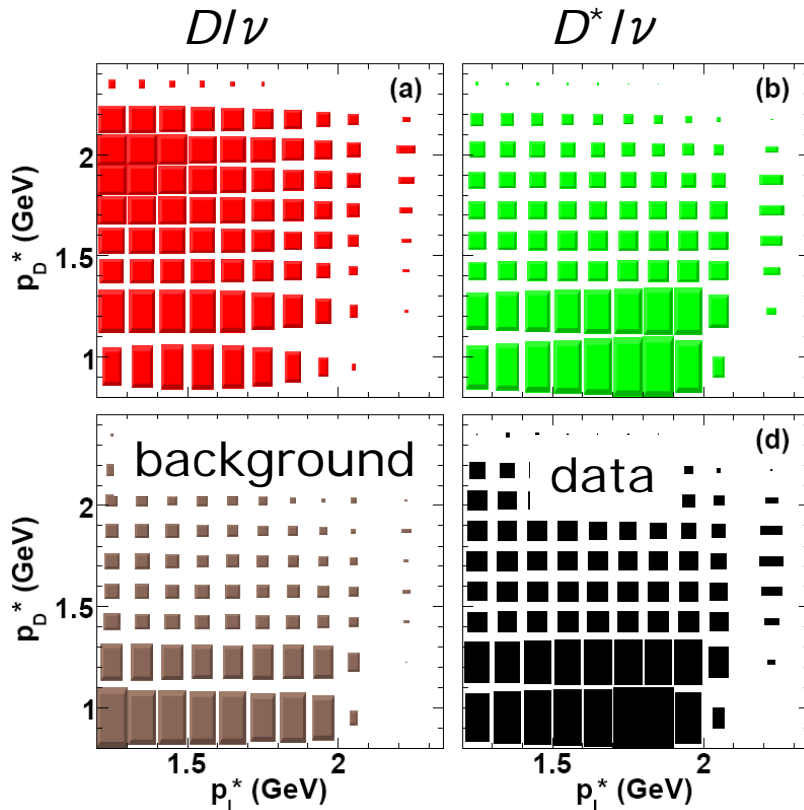 Dlν
D*lν
(a)
(b)
2
1.5
1
p_D* (GeV)
background
data
(d)
2
1.5
1
p_D* (GeV)
1.5
2
1.5
2
p_l* (GeV)
p_l* (GeV)